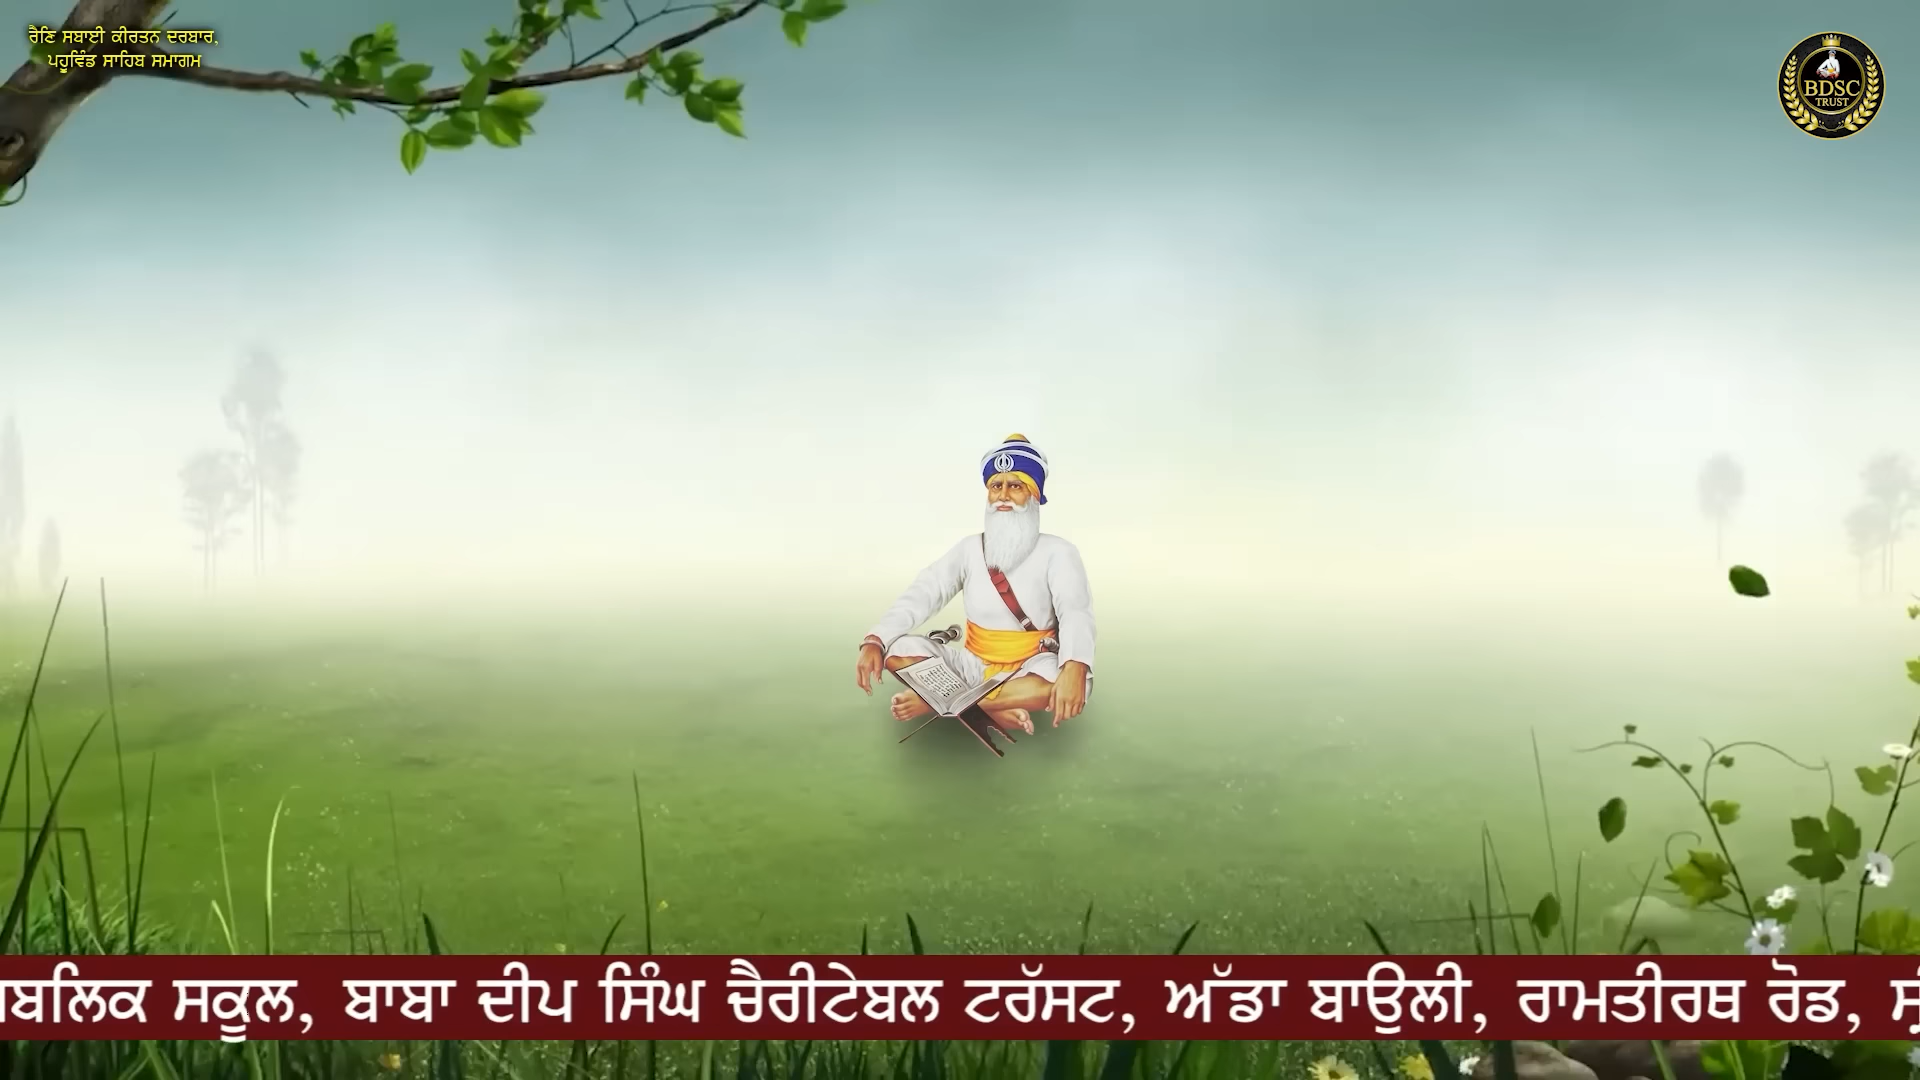 ਰੈਣਿ ਸਬਾਈ ਕੀਰਤਨ ਦਰਬਾਰ,
ਪਹੂਵਿੰਡ ਸਾਹਿਬ ਸਮਾਗਮ
BDSC
TRUST
ਬਲਿਕ ਸਕੂਲ, ਬਾਬਾ ਦੀਪ ਸਿੰਘ ਚੈਰੀਟੇਬਲ ਟਰੱਸਟ, ਅੱਡਾ ਬਾਉਲੀ, ਰਾਮਤੀਰਥ ਰੋਡ,